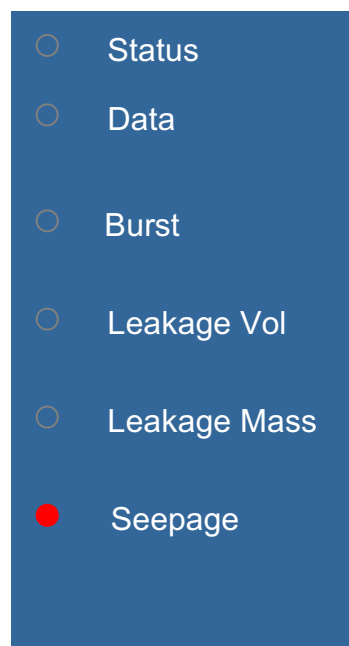 Status
Data
Burst
Leakage Vol
Leakage Mass
Seepage